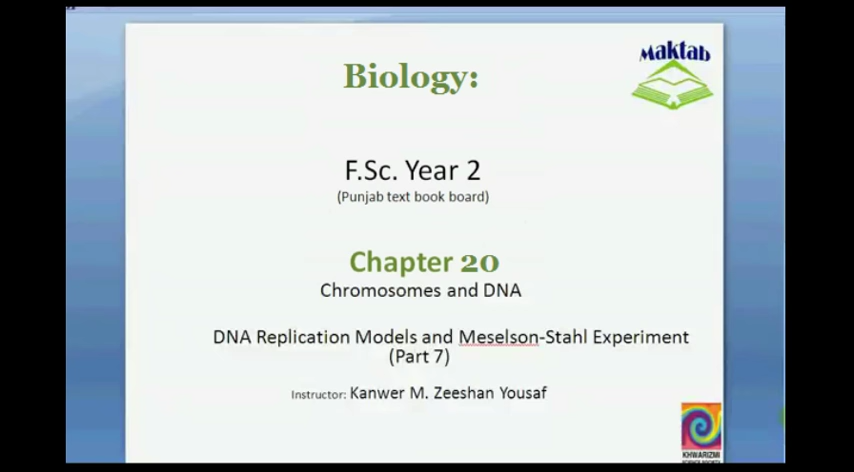 Maktab
Biology:
F.Sc. Year 2
(Punjab text book board)
Chapter 20
Chromosomes and DNA
DNA Replication Models and Meselson-Stahl Experiment
(Part 7)
Instructor: Kanwer M. Zeeshan Yousaf
KHWARIZMI